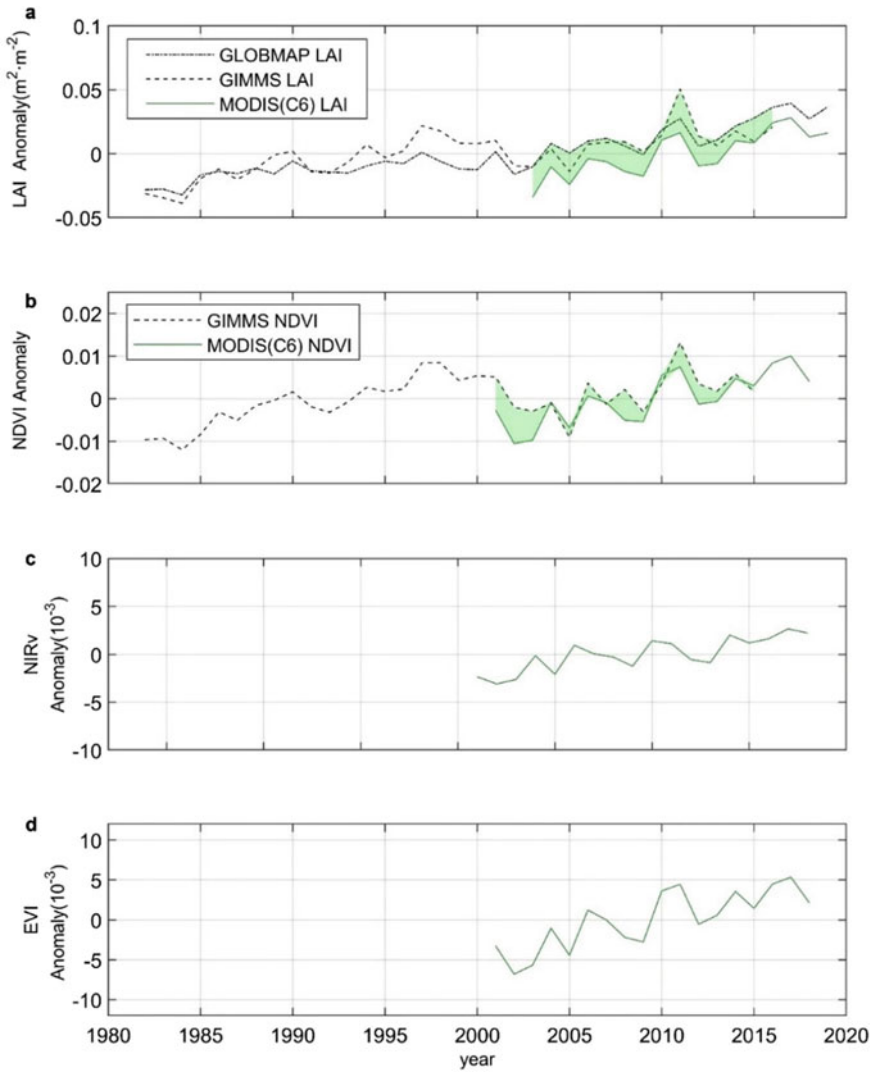 a
0.1
0.05
0
-0.05
LAI Anomaly(m²·m⁻²)
GLOBMAP LAI
GIMMS LAI
MODIS(C6) LAI
b
0.02
0.01
0
-0.01
-0.02
NDVI Anomaly
GIMMS NDVI
MODIS(C6) NDVI
c
10
5
0
-5
-10
NIRv
Anomaly(10⁻³)
d
10
5
0
-5
-10
EVI
Anomaly(10⁻³)
1980 1985 1990 1995 2000 2005 2010 2015 2020
year